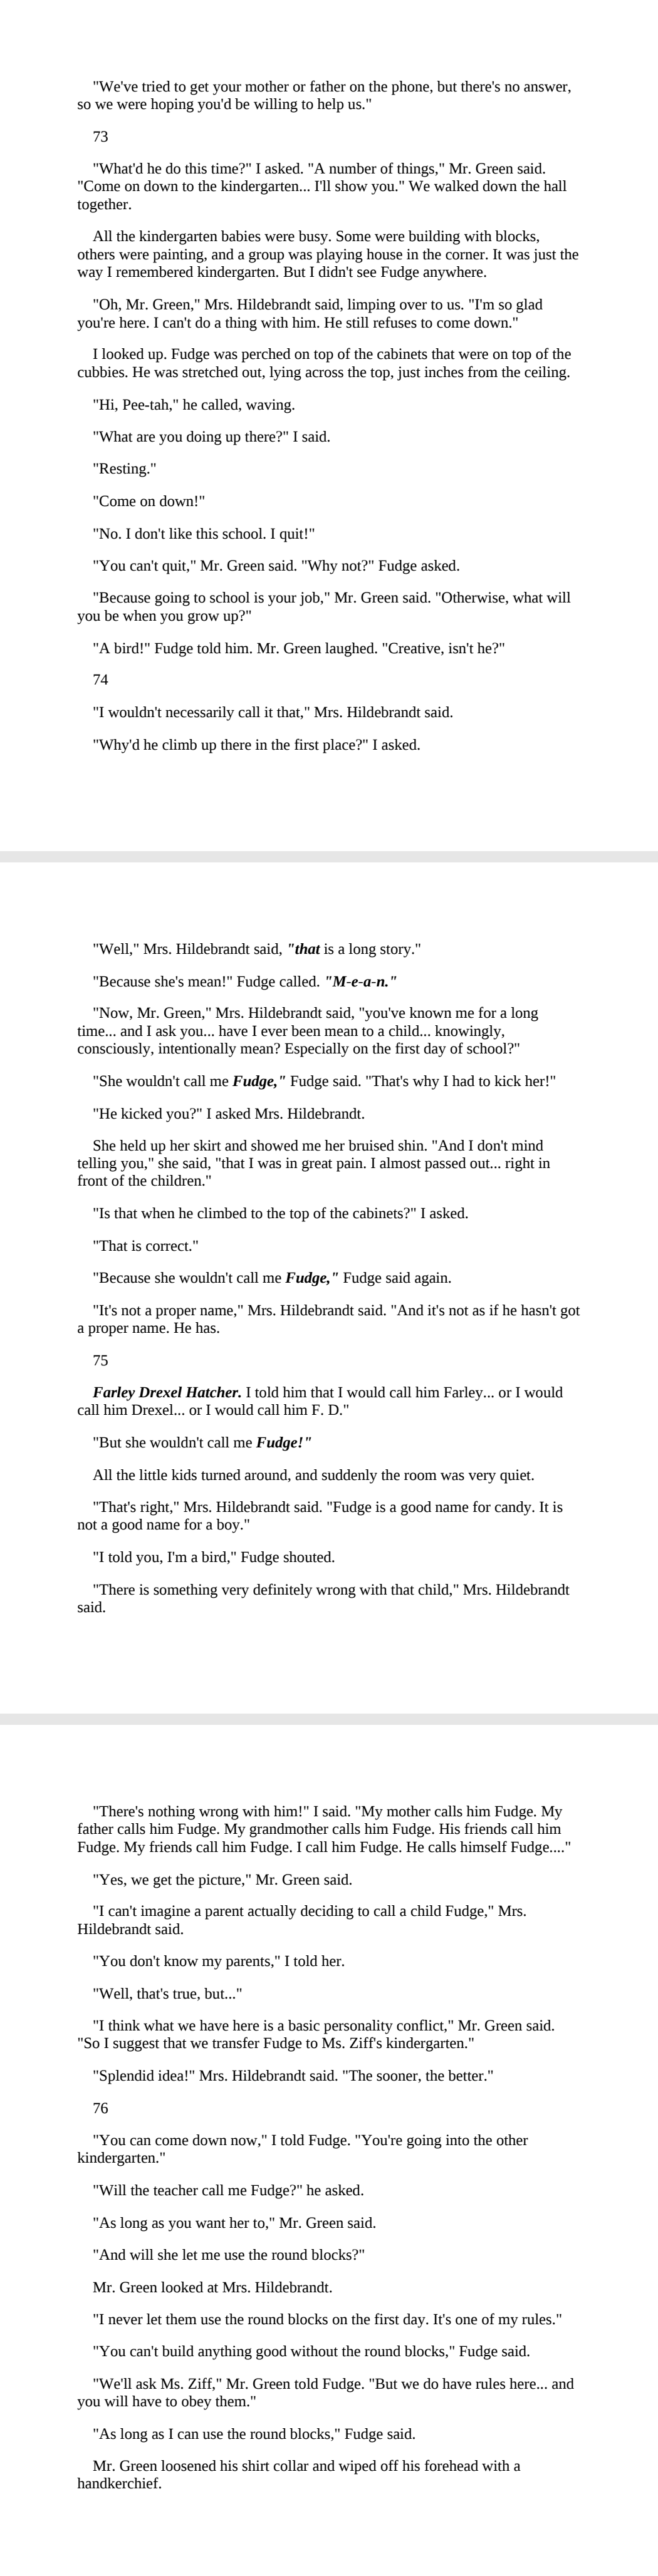 "We've tried to get your mother or father on the phone, but there's no answer,
so we were hoping you'd be willing to help us."
73
"What'd he do this time?" I asked. "A number of things," Mr. Green said.
"Come on down to the kindergarten... I'll show you." We walked down the hall
together.
All the kindergarten babies were busy. Some were building with blocks,
others were painting, and a group was playing house in the corner. It was just the
way I remembered kindergarten. But I didn't see Fudge anywhere.
"Oh, Mr. Green," Mrs. Hildebrandt said, limping over to us. "I'm so glad
you're here. I can't do a thing with him. He still refuses to come down."
I looked up. Fudge was perched on top of the cabinets that were on top of the
cubbies. He was stretched out, lying across the top, just inches from the ceiling.
"Hi, Pee-tah," he called, waving.
"What are you doing up there?" I said.
"Resting."
"Come on down!"
"No. I don't like this school. I quit!"
"You can't quit," Mr. Green said. "Why not?" Fudge asked.
"Because going to school is your job," Mr. Green said. "Otherwise, what will
you be when you grow up?"
"A bird!" Fudge told him. Mr. Green laughed. "Creative, isn't he?"
74
"I wouldn't necessarily call it that," Mrs. Hildebrandt said.
"Why'd he climb up there in the first place?" I asked.
"Well," Mrs. Hildebrandt said, "that is a long story."
"Because she's mean!" Fudge called. "M-e-a-n."
"Now, Mr. Green," Mrs. Hildebrandt said, "you've known me for a long
time... and I ask you... have I ever been mean to a child... knowingly,
consciously, intentionally mean? Especially on the first day of school?"
"She wouldn't call me Fudge," Fudge said. "That's why I had to kick her!"
"He kicked you?" I asked Mrs. Hildebrandt.
She held up her skirt and showed me her bruised shin. "And I don't mind
telling you," she said, "that I was in great pain. I almost passed out... right in
front of the children."
"Is that when he climbed to the top of the cabinets?" I asked.
"That is correct."
"Because she wouldn't call me Fudge," Fudge said again.
"It's not a proper name," Mrs. Hildebrandt said. "And it's not as if he hasn't got
a proper name. He has.
75
Farley Drexel Hatcher. I told him that I would call him Farley... or I would
call him Drexel... or I would call him F. D."
"But she wouldn't call me Fudge!"
All the little kids turned around, and suddenly the room was very quiet.
"That's right," Mrs. Hildebrandt said. "Fudge is a good name for candy. It is
not a good name for a boy."
"I told you, I'm a bird," Fudge shouted.
"There is something very definitely wrong with that child," Mrs. Hildebrandt
said.
"There's nothing wrong with him!" I said. "My mother calls him Fudge. My
father calls him Fudge. My grandmother calls him Fudge. His friends call him
Fudge. My friends call him Fudge. I call him Fudge. He calls himself Fudge...."
"Yes, we get the picture," Mr. Green said.
"I can't imagine a parent actually deciding to call a child Fudge," Mrs.
Hildebrandt said.
"You don't know my parents," I told her.
"Well, that's true, but..."
"I think what we have here is a basic personality conflict," Mr. Green said.
"So I suggest that we transfer Fudge to Ms. Ziff's kindergarten."
"Splendid idea!" Mrs. Hildebrandt said. "The sooner, the better."
76
"You can come down now," I told Fudge. "You're going into the other
kindergarten."
"Will the teacher call me Fudge?" he asked.
"As long as you want her to," Mr. Green said.
"And will she let me use the round blocks?"
Mr. Green looked at Mrs. Hildebrandt.
"I never let them use the round blocks on the first day. It's one of my rules."
"You can't build anything good without the round blocks," Fudge said.
"We'll ask Ms. Ziff," Mr. Green told Fudge. "But we do have rules here... and
you will have to obey them."
"As long as I can use the round blocks," Fudge said.
Mr. Green loosened his shirt collar and wiped off his forehead with a
handkerchief.